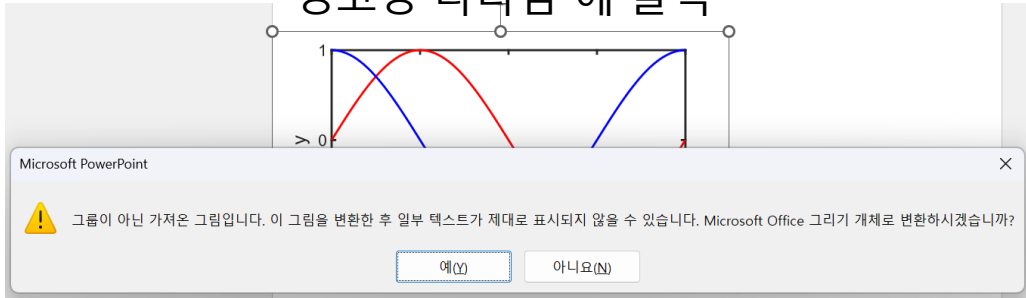 1
y
0
Microsoft PowerPoint
그룹이 아닌 가져온 그림입니다. 이 그림을 변환한 후 일부 텍스트가 제대로 표시되지 않을 수 있습니다. Microsoft Office 그리기 개체로 변환하시겠습니까?
예(Y)
아니요(N)